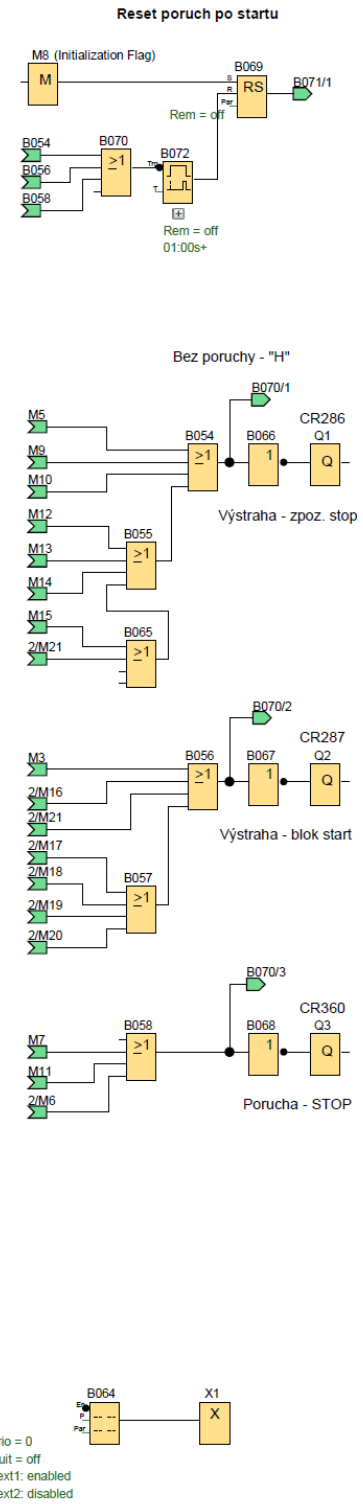 Reset poruch po startu
M8 (Initialization Flag)
B069
M
S
R
Par
RS
B071/1
Rem = off
B054
B070
B056
≥1
B072
B058
Trg
T
Rem = off
01:00s+
Bez poruchy - "H"
B070/1
M5
CR286
B054
B066
Q1
M9
≥1
1
Q
M10
Výstraha - zpoz. stop
M12
B055
M13
≥1
M14
M15
B065
2/M21
≥1
B070/2
CR287
M3
B056
B067
Q2
2/M16
≥1
1
Q
2/M21
Výstraha - blok start
2/M17
2/M18
B057
2/M19
≥1
2/M20
B070/3
CR360
B058
B068
Q3
M7
≥1
1
Q
M11
2/M6
Porucha - STOP
B064
X1
En
P
Par
X
rio = 0
uit = off
ext1: enabled
ext2: disabled